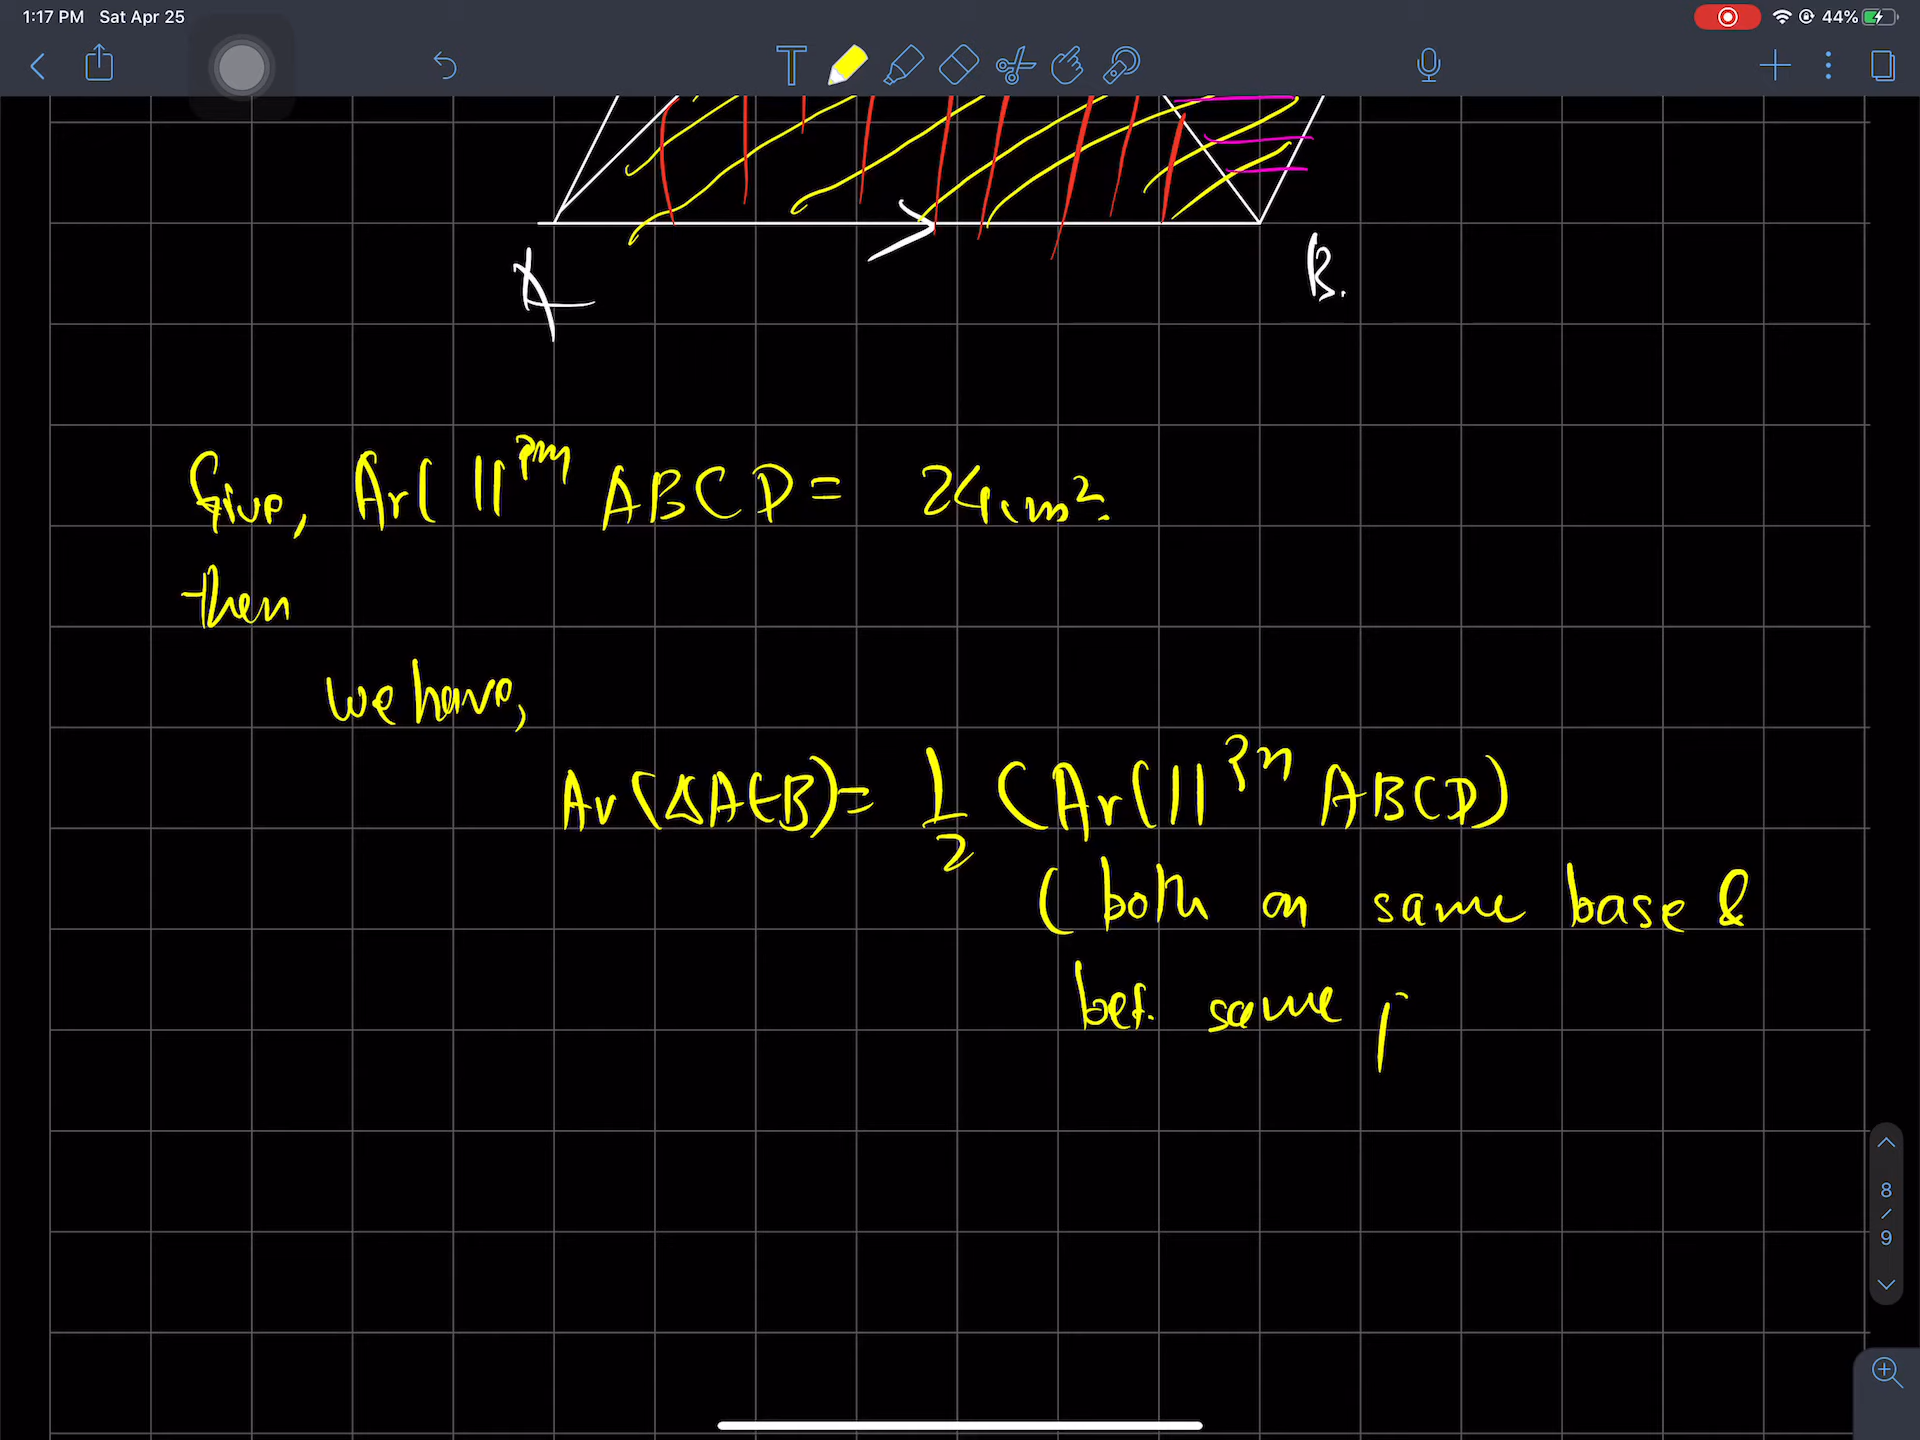 1:17 PM Sat Apr 25
44%
A
B.
Give, Ar( ||gm ABCD = 24cm².
then
we have,
Ar(ΔAEB) = 1/2 (Ar(||gm ABCD)
(both on same base &
bet. same p
8
/
9